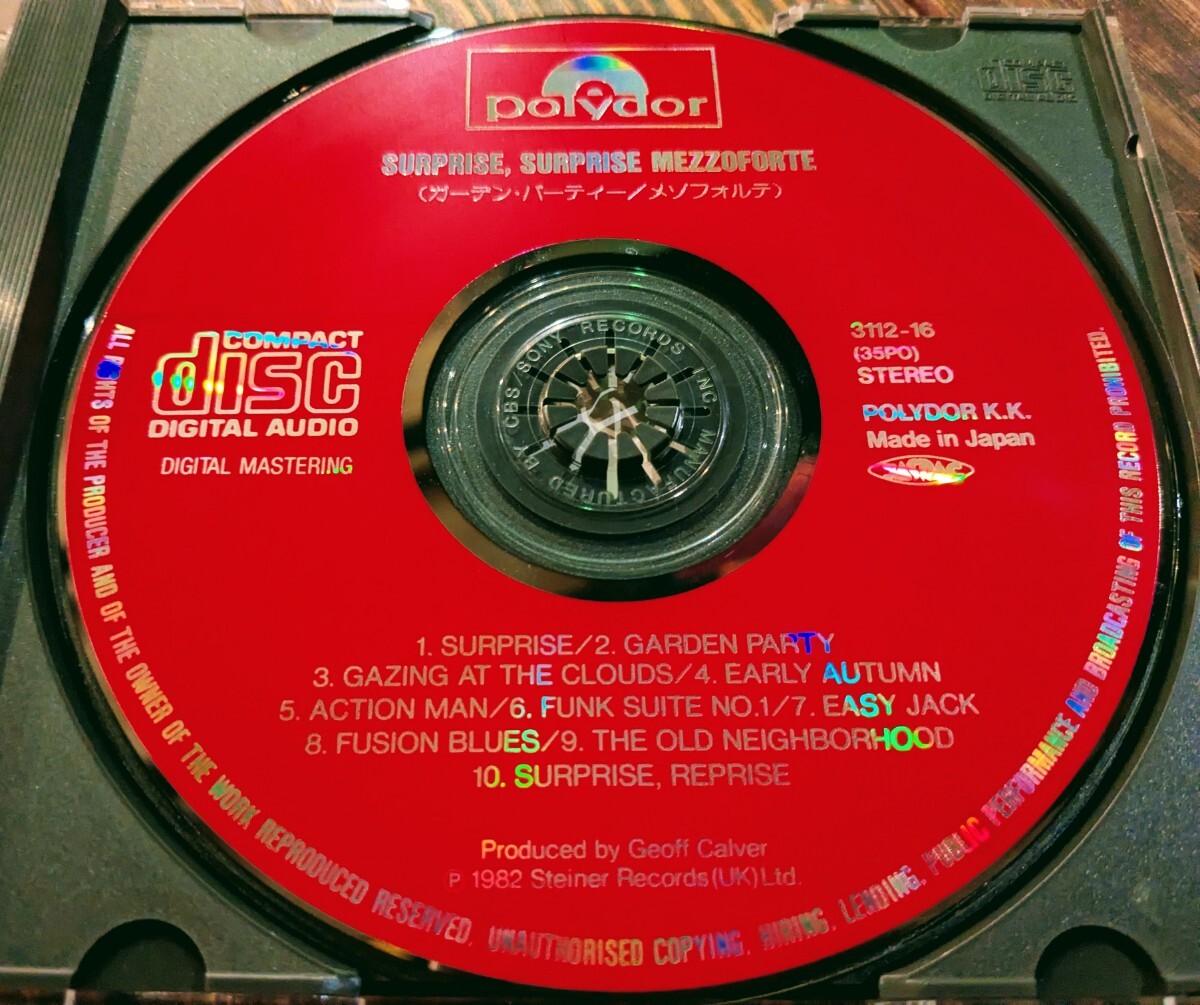 polydor
SURPRISE, SURPRISE MEZZOFORTE
(ガーデン・パーティー/メゾフォルテ)
COMPACT
disc
DIGITAL AUDIO
DIGITAL MASTERING
3112-16
(35PO)
STEREO
POLYDOR K.K.
Made in Japan
JASRAC
MANUFACTURED BY CBS/SONY RECORDS INC.
1. SURPRISE/2. GARDEN PARTY
3. GAZING AT THE CLOUDS/4. EARLY AUTUMN
5. ACTION MAN/6. FUNK SUITE NO.1/7. EASY JACK
8. FUSION BLUES/9. THE OLD NEIGHBORHOOD
10. SURPRISE, REPRISE
Produced by Geoff Calver
℗ 1982 Steiner Records(UK)Ltd.
ALL RIGHTS OF THE PRODUCER AND OF THE OWNER OF THE WORK REPRODUCED RESERVED. UNAUTHORISED COPYING, HIRING, LENDING, PUBLIC PERFORMANCE AND BROADCASTING OF THIS RECORD PROHIBITED.
COMPACT
disc
DIGITAL AUDIO